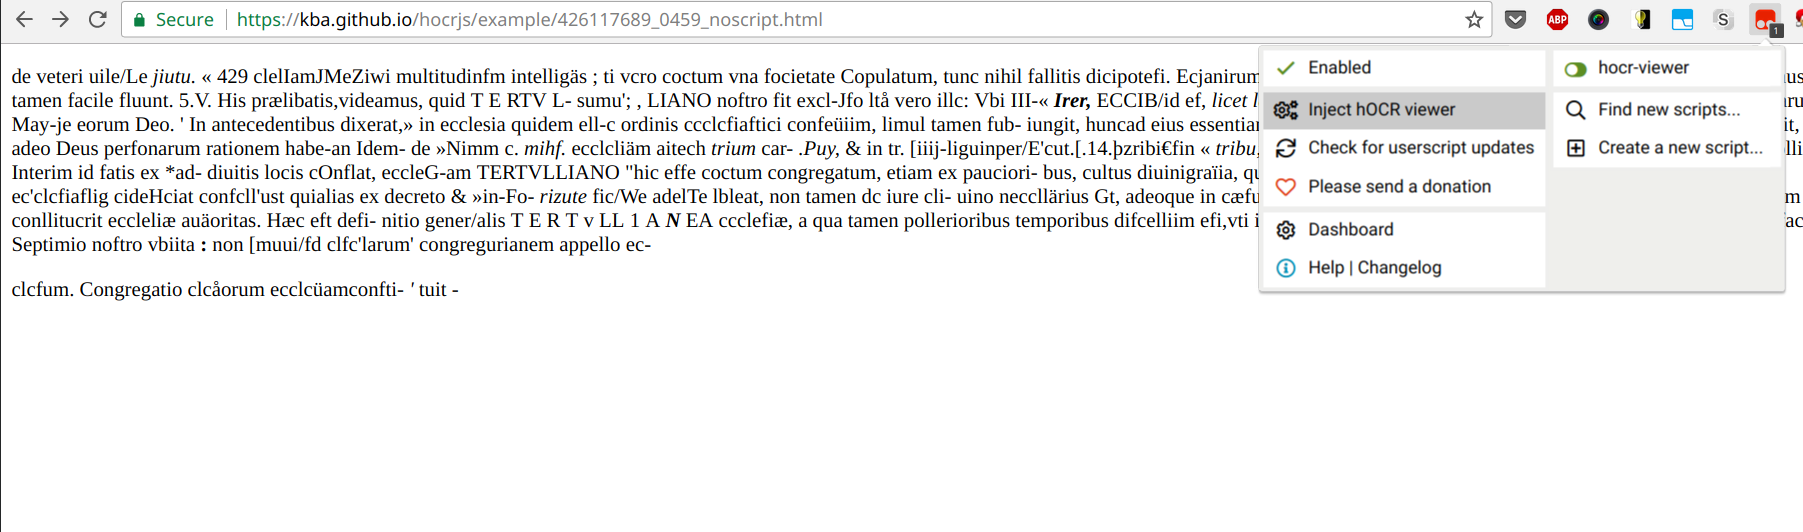 Secure https://kba.github.io/hocrjs/example/426117689_0459_noscript.html
ABP
S
1
de veteri uile/Le jiutu. « 429 clelIamJMeZiwi multitudinfm intelligäs ; ti vcro coctum vna focietate Copulatum, tunc nihil fallitis dicipotefi. Ecjanirum
tamen facile fluunt. 5.V. His prælibatis,videamus, quid T E RTV L- sumu'; , LIANO noftro fit excl-Jfo ltå vero illc: Vbi III-« Irer, ECCIB/id ef, licet l
May-je eorum Deo. ' In antecedentibus dixerat,» in ecclesia quidem ell-c ordinis ccclcfiaftici confeüiim, limul tamen fub- iungit, huncad eius essentiar
adeo Deus perfonarum rationem habe-an Idem- de »Nimm c. mihf. ecclcliäm aitech trium car- .Puy, & in tr. [iiij-liguinper/E'cut.[.14.þzribi€fin « tribu,
Interim id fatis ex *ad- diuitis locis cOnflat, eccleG-am TERTVLLIANO "hic effe coctum congregatum, etiam ex pauciori- bus, cultus diuinigraïia, qu
ec'clcfiaflig cideHciat confcll'ust quialias ex decreto & »in-Fo- rizute fic/We adelTe lbleat, non tamen dc iure cli- uino neccllärius Gt, adeoque in cæfu
conllitucrit eccleliæ auäoritas. Hæc eft defi- nitio gener/alis T E R T v LL 1 A N EA ccclefiæ, a qua tamen pollerioribus temporibus difcelliim efi,vti i
Septimio noftro vbiita : non [muui/fd clfc'larum' congregurianem appello ec-
clcfum. Congregatio clcåorum ecclcüamconfti- ' tuit -
Enabled
Inject hOCR viewer
Check for userscript updates
Please send a donation
Dashboard
Help | Changelog
hocr-viewer
Find new scripts...
Create a new script...